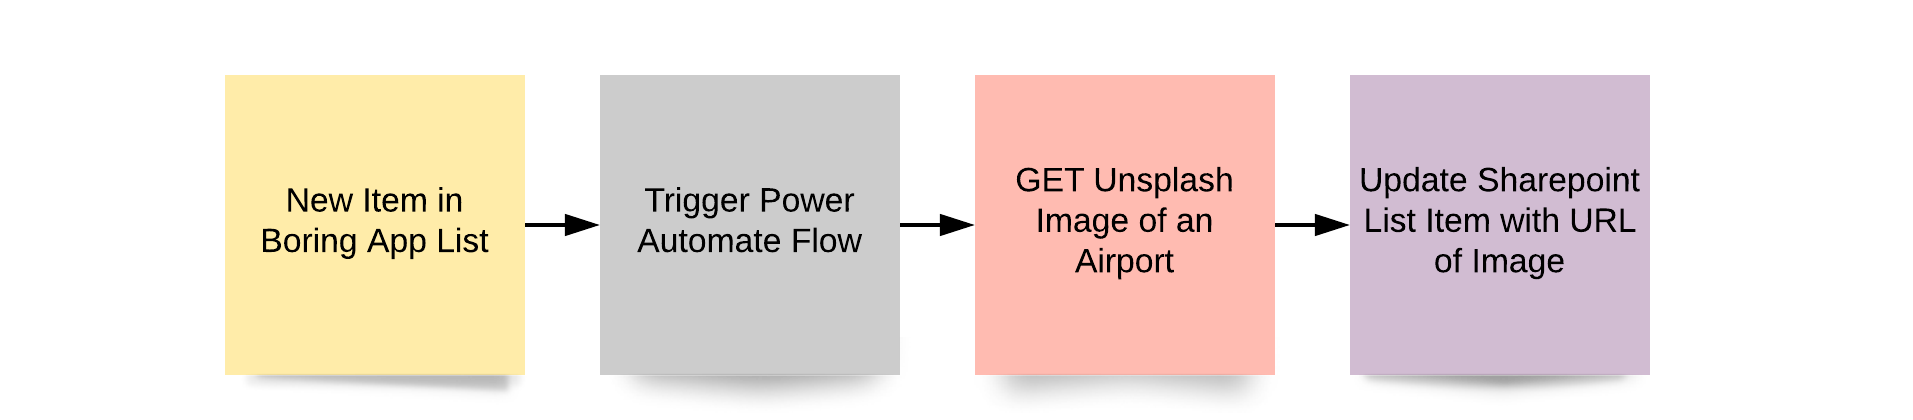 New Item in
Boring App List
Trigger Power
Automate Flow
GET Unsplash
Image of an
Airport
Update Sharepoint
List Item with URL
of Image